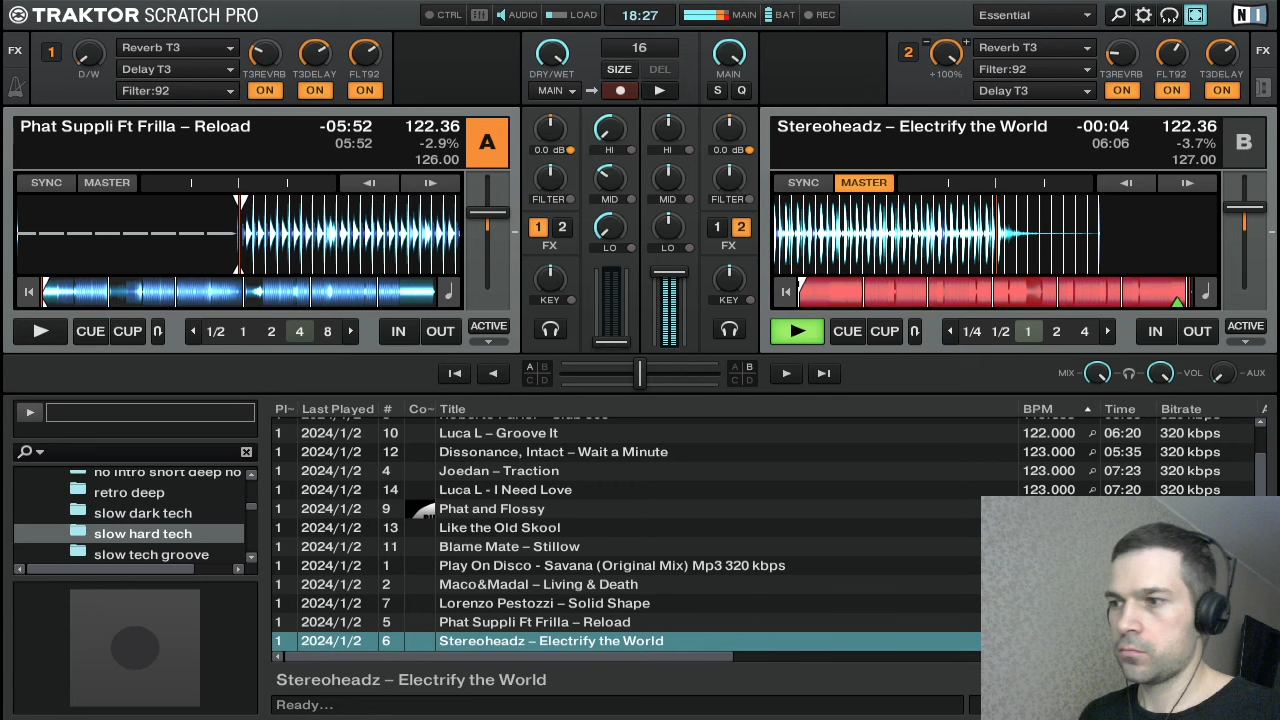 TRAKTOR SCRATCH PRO
CTRL AUDIO LOAD 18:27 MAIN BAT REC Essential
FX 1 Reverb T3 16 2 Reverb T3 FX
Delay T3 SIZE DEL Filter:92
D/W T3REVRB T3DELAY FLT92 DRY/WET MAIN +100% T3REVRB FLT92 T3DELAY
Filter:92 ON ON ON MAIN S Q Delay T3 ON ON ON
Phat Suppli Ft Frilla – Reload -05:52 122.36 A
05:52 -2.9%
126.00
Stereoheadz – Electrify the World -00:04 122.36 B
06:06 -3.7%
127.00
SYNC MASTER
SYNC MASTER
0.0 dB HI HI 0.0 dB
FILTER MID MID FILTER
1 2 1 2
FX LO LO FX
KEY KEY
CUE CUP 1/2 1 2 4 8 IN OUT ACTIVE
CUE CUP 1/4 1/2 1 2 4 IN OUT ACTIVE
A B C D A B C D MIX VOL AUX
Pl~ Last Played # Co~ Title BPM Time Bitrate
1 2024/1/2 10 Luca L – Groove It 122.000 06:20 320 kbps
1 2024/1/2 12 Dissonance, Intact – Wait a Minute 123.000 05:35 320 kbps
1 2024/1/2 4 Joedan – Traction 123.000 07:23 320 kbps
1 2024/1/2 14 Luca L - I Need Love 123.000 07:20 320 kbps
1 2024/1/2 9 Phat and Flossy
1 2024/1/2 13 Like the Old Skool
1 2024/1/2 11 Blame Mate – Stillow
1 2024/1/2 1 Play On Disco - Savana (Original Mix) Mp3 320 kbps
1 2024/1/2 2 Maco&Madal – Living & Death
1 2024/1/2 7 Lorenzo Pestozzi – Solid Shape
1 2024/1/2 5 Phat Suppli Ft Frilla – Reload
1 2024/1/2 6 Stereoheadz – Electrify the World
no intro short deep no
retro deep
slow dark tech
slow hard tech
slow tech groove
Stereoheadz – Electrify the World
Ready...